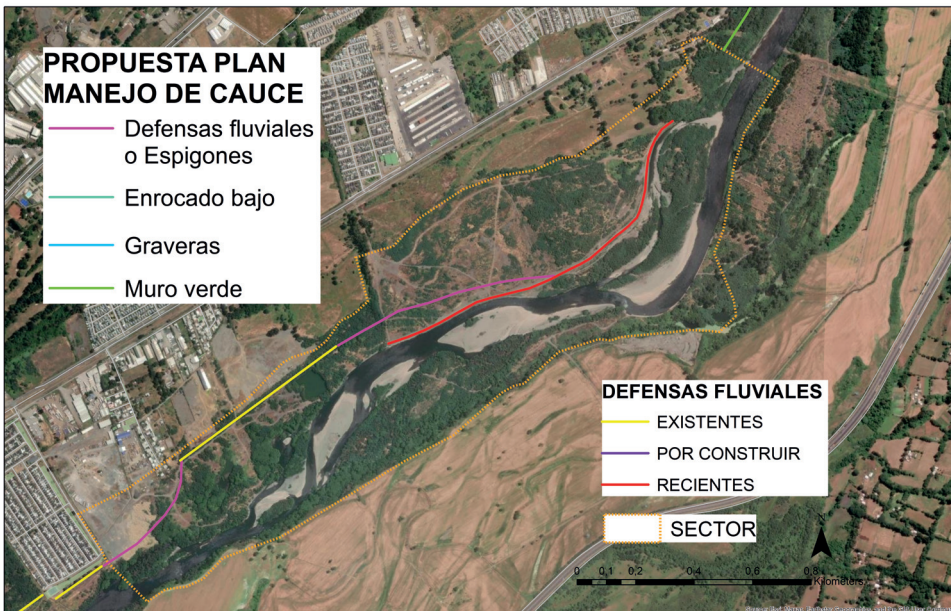 PROPUESTA PLAN
MANEJO DE CAUCE
Defensas fluviales
o Espigones
Enrocado bajo
Graveras
Muro verde
DEFENSAS FLUVIALES
EXISTENTES
POR CONSTRUIR
RECIENTES
SECTOR
0 0,1 0,2 0,4 0,6 0,8
Kilometers